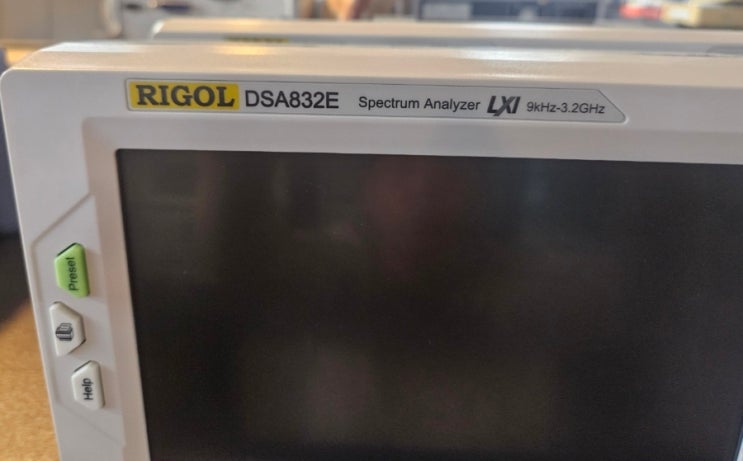 RIGOL DSA832E Spectrum Analyzer LXI 9kHz-3.2GHz
Preset
Help